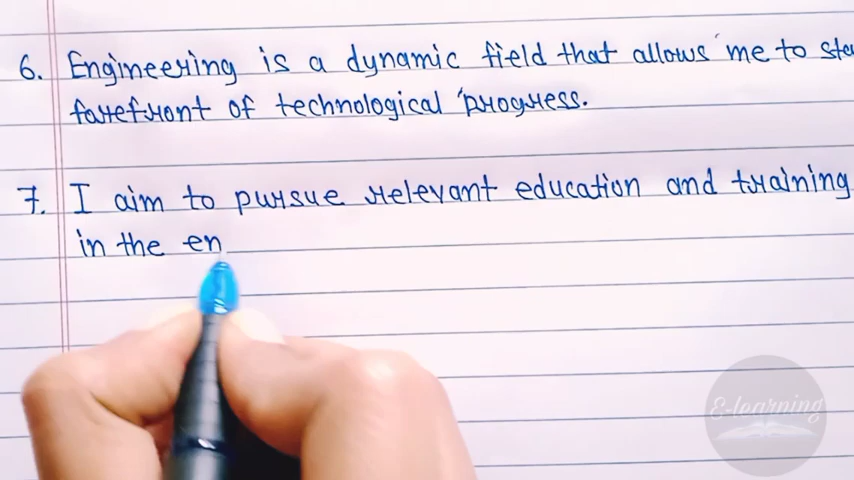 6. Engineering is a dynamic field that allows me to sta
forefront of technological progress.
7. I aim to pursue relevant education and training
in the en
E-learning